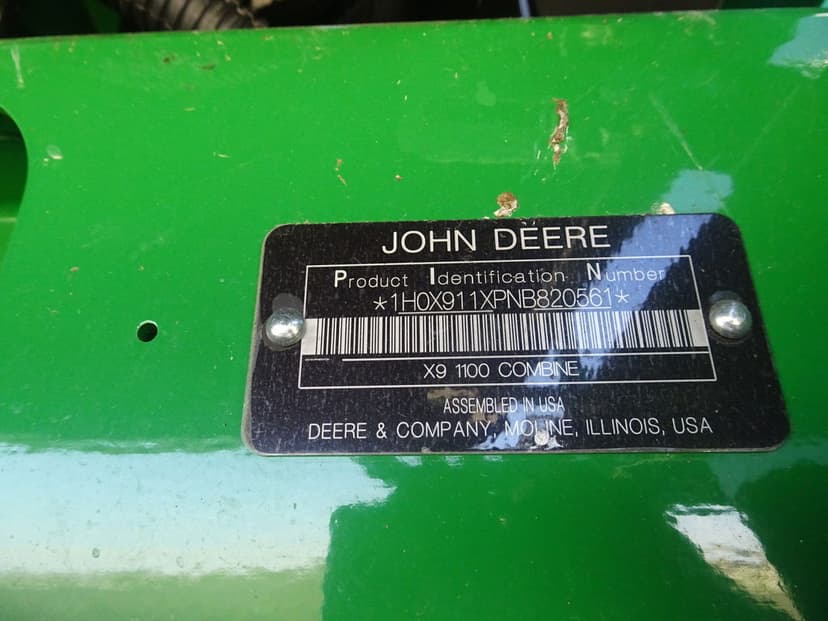 JOHN DEERE
Product Identification Number
*1H0X911XPNB820561*
X9 1100 COMBINE
ASSEMBLED IN USA
DEERE & COMPANY, MOLINE, ILLINOIS, USA